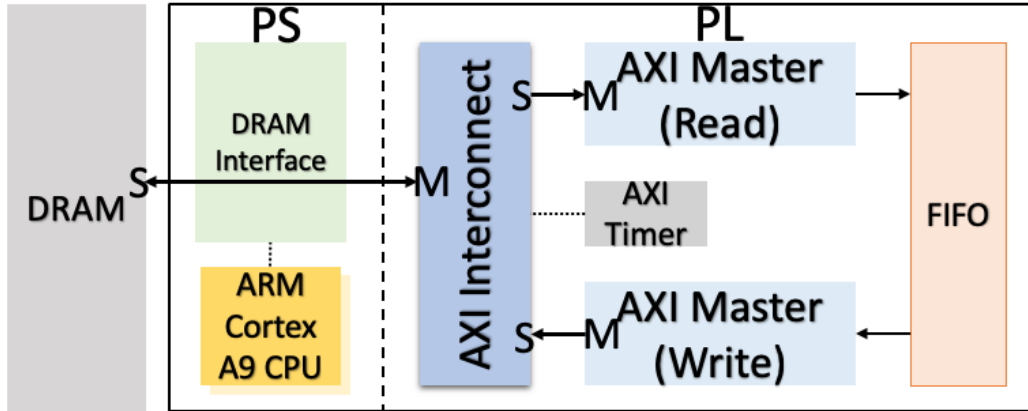 PS
PL
DRAM
S
DRAM
Interface
ARM
Cortex
A9 CPU
M
AXI Interconnect
S
S
M
AXI Master
(Read)
AXI
Timer
M
AXI Master
(Write)
FIFO